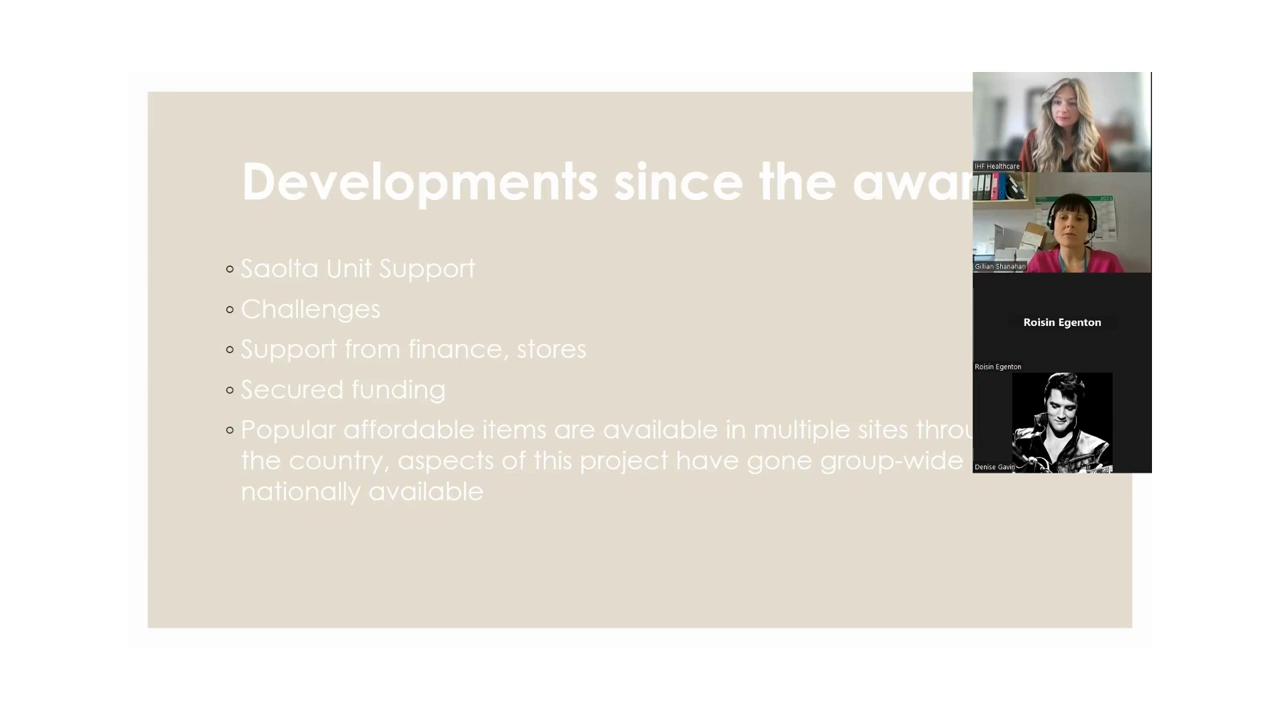 Developments since the awar
Saolta Unit Support
Challenges
Support from finance, stores
Secured funding
Popular affordable items are available in multiple sites throu
the country, aspects of this project have gone group-wide
nationally available
IHF Healthcare
Gillian Shanahan
Roisin Egenton
Roisin Egenton
Denise Gavin